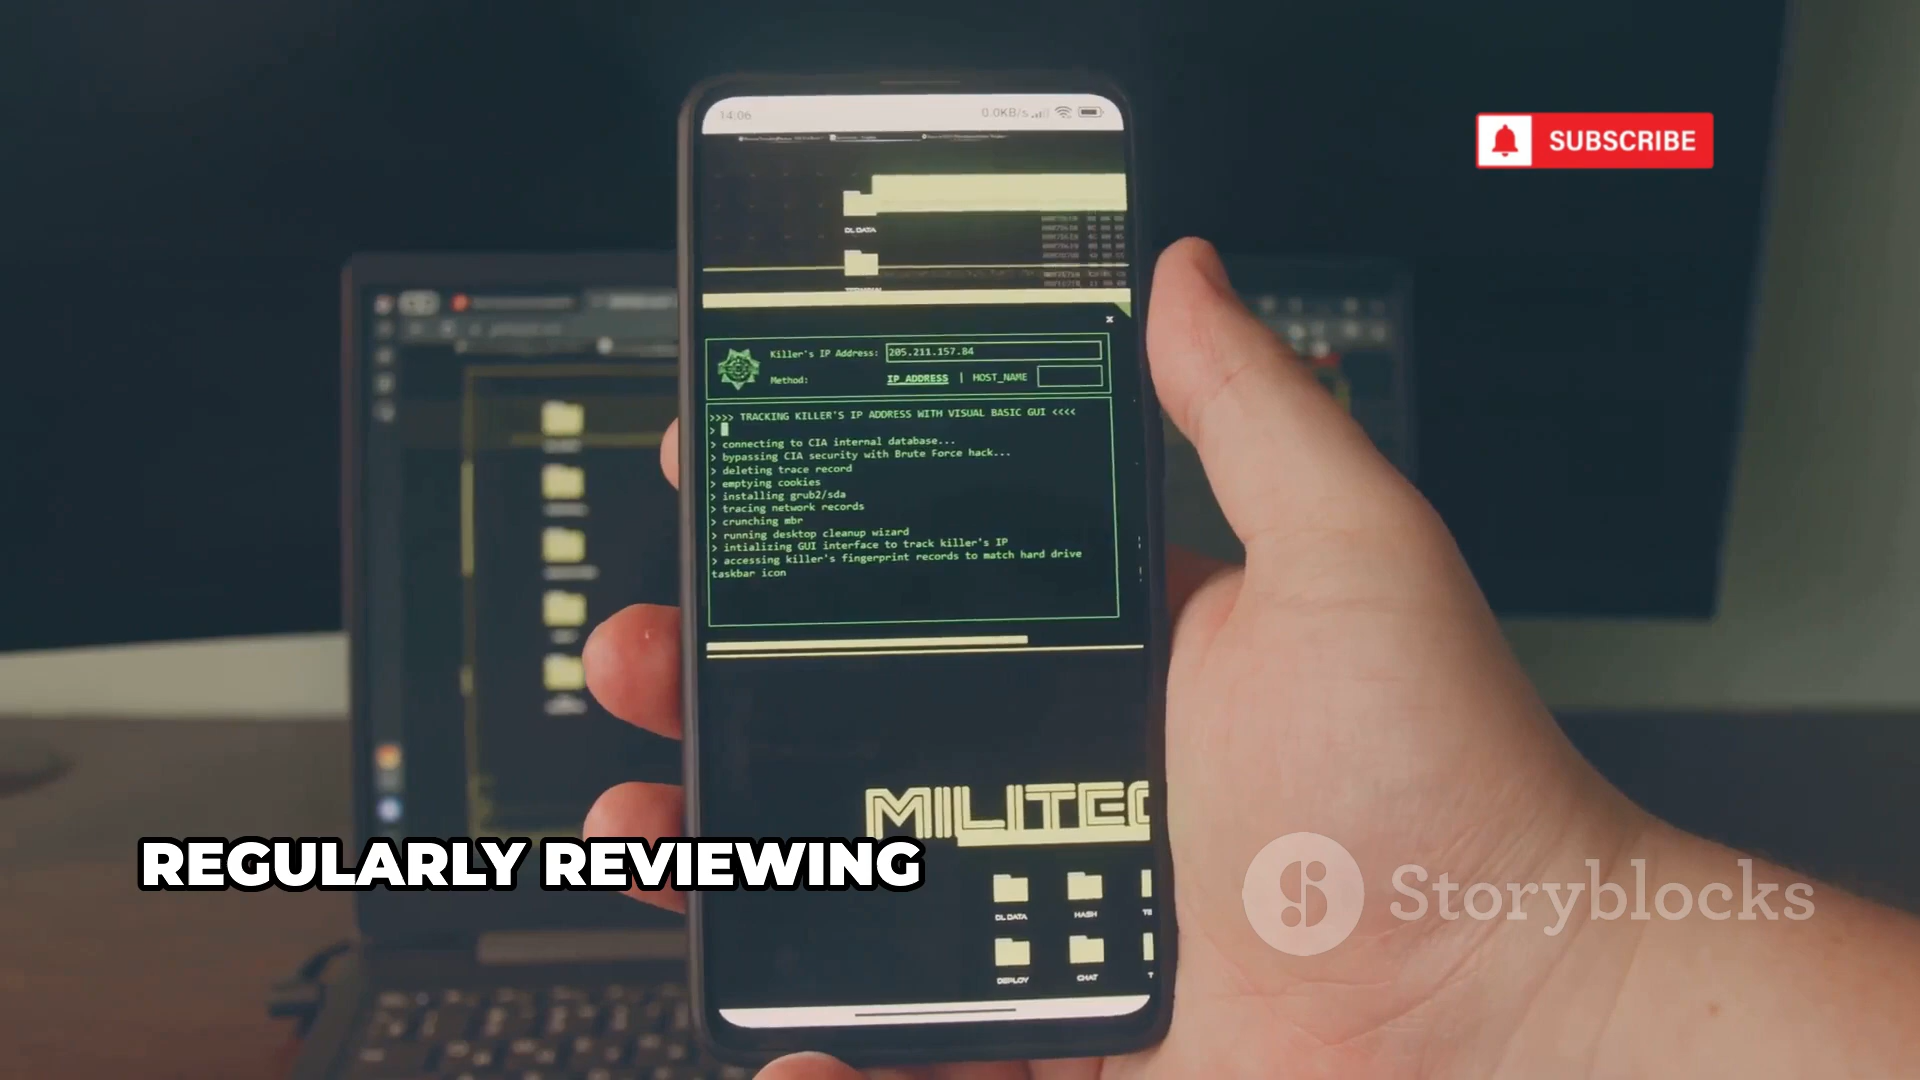 14:06
0.0KB/s
SUBSCRIBE
DL DATA
Killer's IP Address: 205.211.157.84
Method: IP_ADDRESS | HOST_NAME
>>>> TRACKING KILLER'S IP ADDRESS WITH VISUAL BASIC GUI <<<<
>
> connecting to CIA internal database...
> bypassing CIA security with Brute Force hack...
> deleting trace record
> emptying cookies
> installing grub2/sda
> tracing network records
> crunching mbr
> running desktop cleanup wizard
> intializing GUI interface to track killer's IP
> accessing killer's fingerprint records to match hard drive
taskbar icon
MILITEC
REGULARLY REVIEWING
Storyblocks
DL DATA
HASH
DEPLOY
CHAT